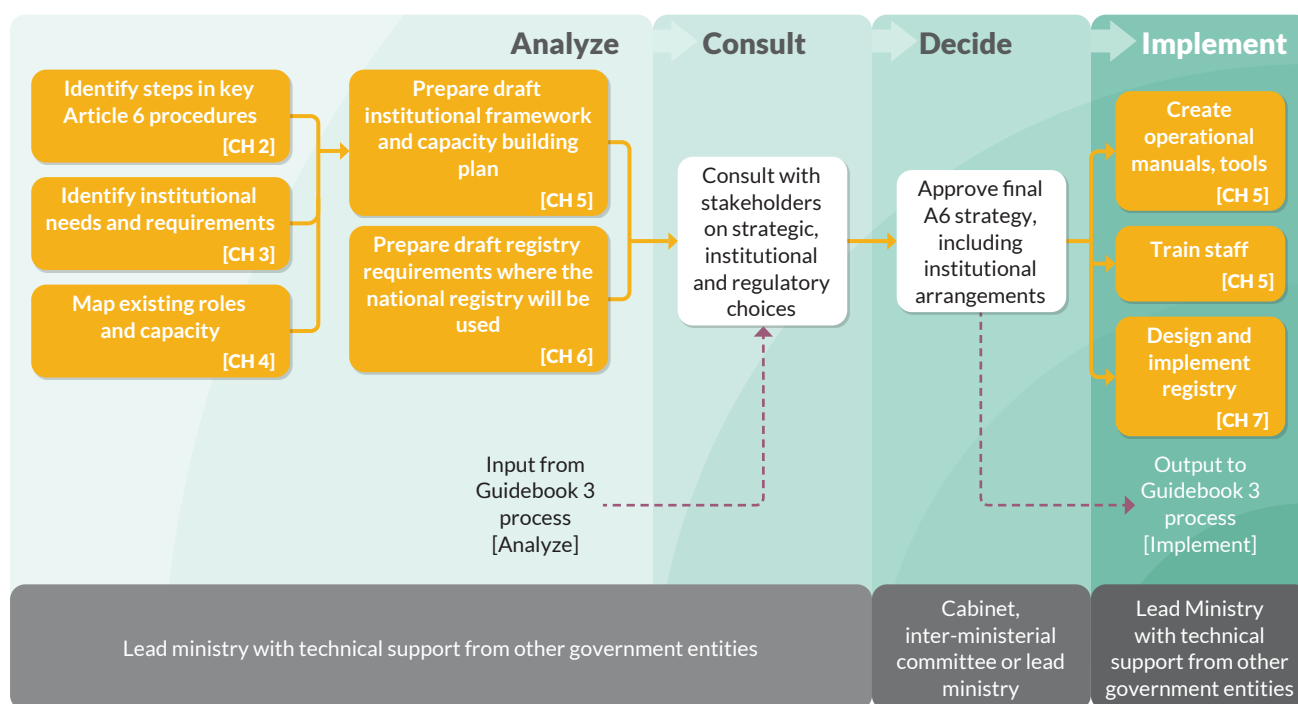 Analyze
Consult
Decide
Implement
Identify steps in key
Article 6 procedures
[CH 2]
Identify institutional
needs and requirements
[CH 3]
Map existing roles
and capacity
[CH 4]
Prepare draft
institutional framework
and capacity building
plan
[CH 5]
Prepare draft registry
requirements where the
national registry will be
used
[CH 6]
Consult with
stakeholders
on strategic,
institutional
and regulatory
choices
Approve final
A6 strategy,
including
institutional
arrangements
Create
operational
manuals, tools
[CH 5]
Train staff
[CH 5]
Design and
implement
registry
[CH 7]
Input from
Guidebook 3
process
[Analyze]
Output to
Guidebook 3
process
[Implement]
Lead ministry with technical support from other government entities
Cabinet,
inter-ministerial
committee or lead
ministry
Lead Ministry
with technical
support from other
government entities